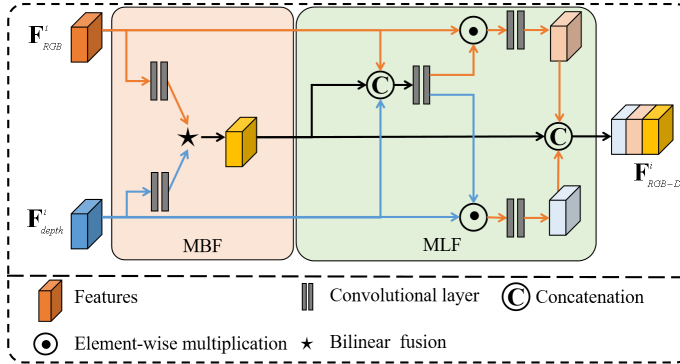 F^i_RGB
C
C
F^i_RGB-D
F^i_depth
MBF
MLF
Features
Convolutional layer
C Concatenation
Element-wise multiplication
Bilinear fusion